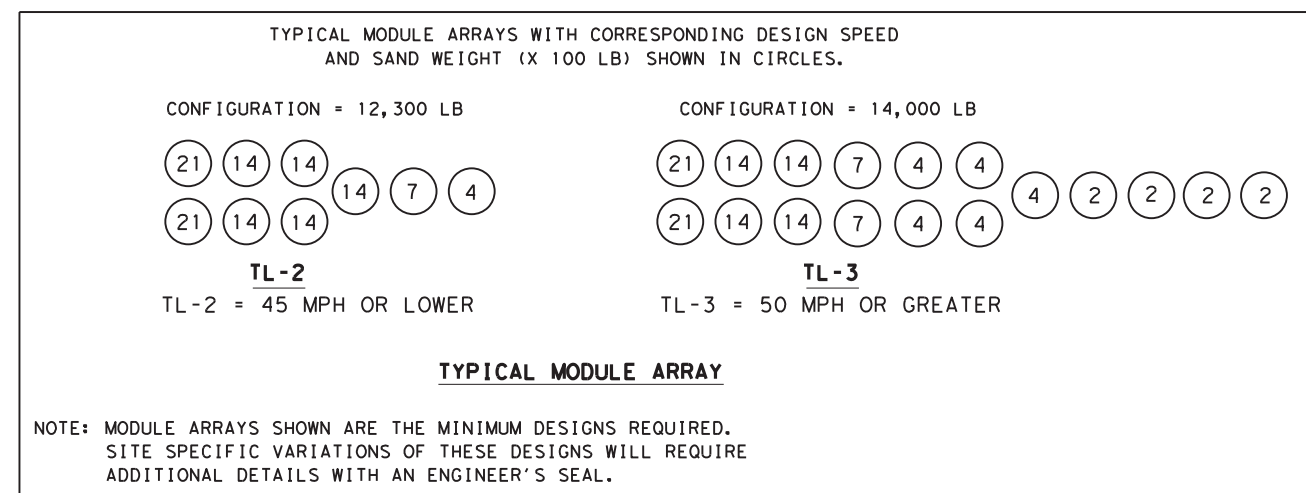 TYPICAL MODULE ARRAYS WITH CORRESPONDING DESIGN SPEED
AND SAND WEIGHT (X 100 LB) SHOWN IN CIRCLES.
CONFIGURATION = 12,300 LB
21 14 14
14 7 4
21 14 14
TL-2
TL-2 = 45 MPH OR LOWER
CONFIGURATION = 14,000 LB
21 14 14 7 4 4
4 2 2 2 2
21 14 14 7 4 4
TL-3
TL-3 = 50 MPH OR GREATER
TYPICAL MODULE ARRAY
NOTE: MODULE ARRAYS SHOWN ARE THE MINIMUM DESIGNS REQUIRED.
SITE SPECIFIC VARIATIONS OF THESE DESIGNS WILL REQUIRE
ADDITIONAL DETAILS WITH AN ENGINEER'S SEAL.